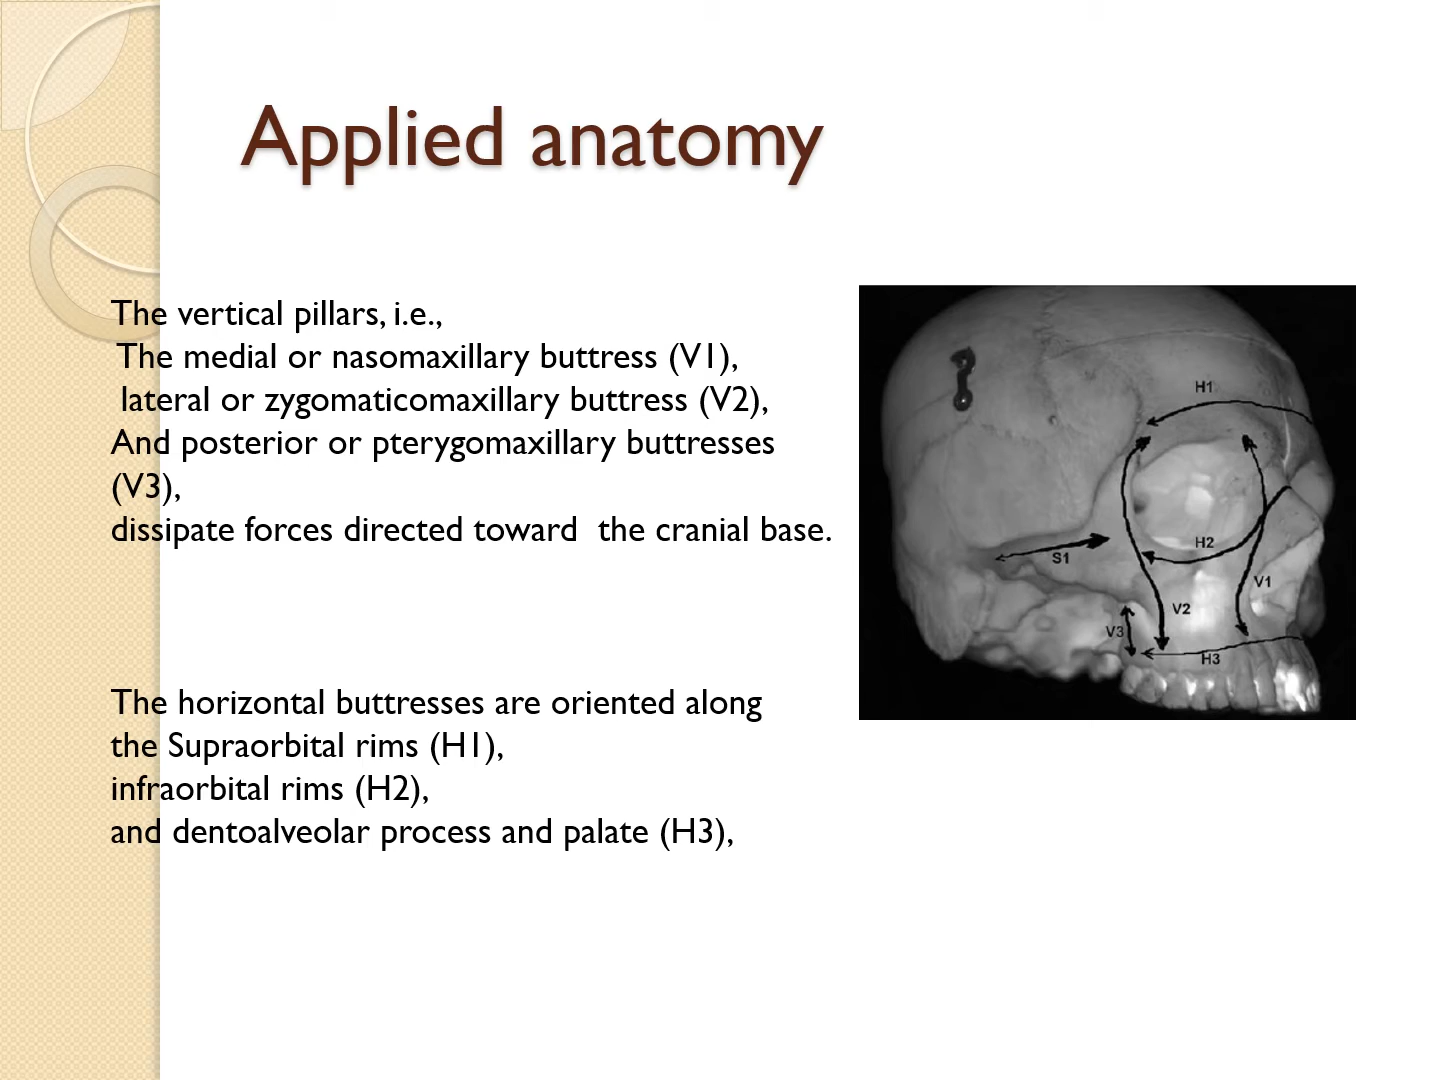 Applied anatomy
The vertical pillars, i.e.,
The medial or nasomaxillary buttress (V1),
lateral or zygomaticomaxillary buttress (V2),
And posterior or pterygomaxillary buttresses
(V3),
dissipate forces directed toward the cranial base.
The horizontal buttresses are oriented along
the Supraorbital rims (H1),
infraorbital rims (H2),
and dentoalveolar process and palate (H3),
H1
H2
S1
V1
V2
V3
H3